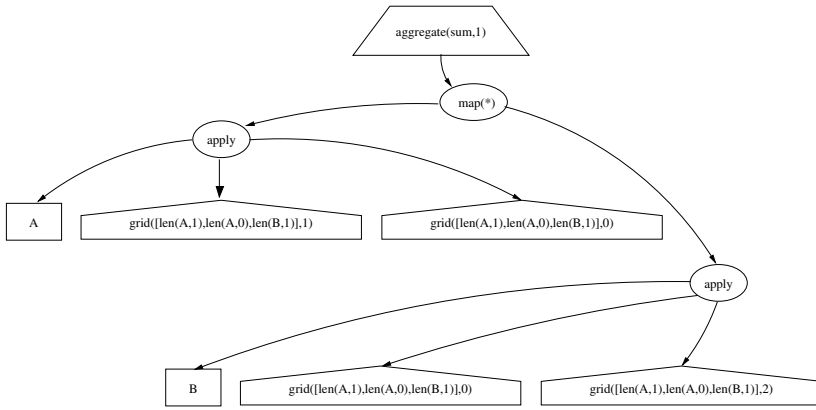 aggregate(sum,1)
map(*)
apply
A
grid([len(A,1),len(A,0),len(B,1)],1)
grid([len(A,1),len(A,0),len(B,1)],0)
apply
B
grid([len(A,1),len(A,0),len(B,1)],0)
grid([len(A,1),len(A,0),len(B,1)],2)